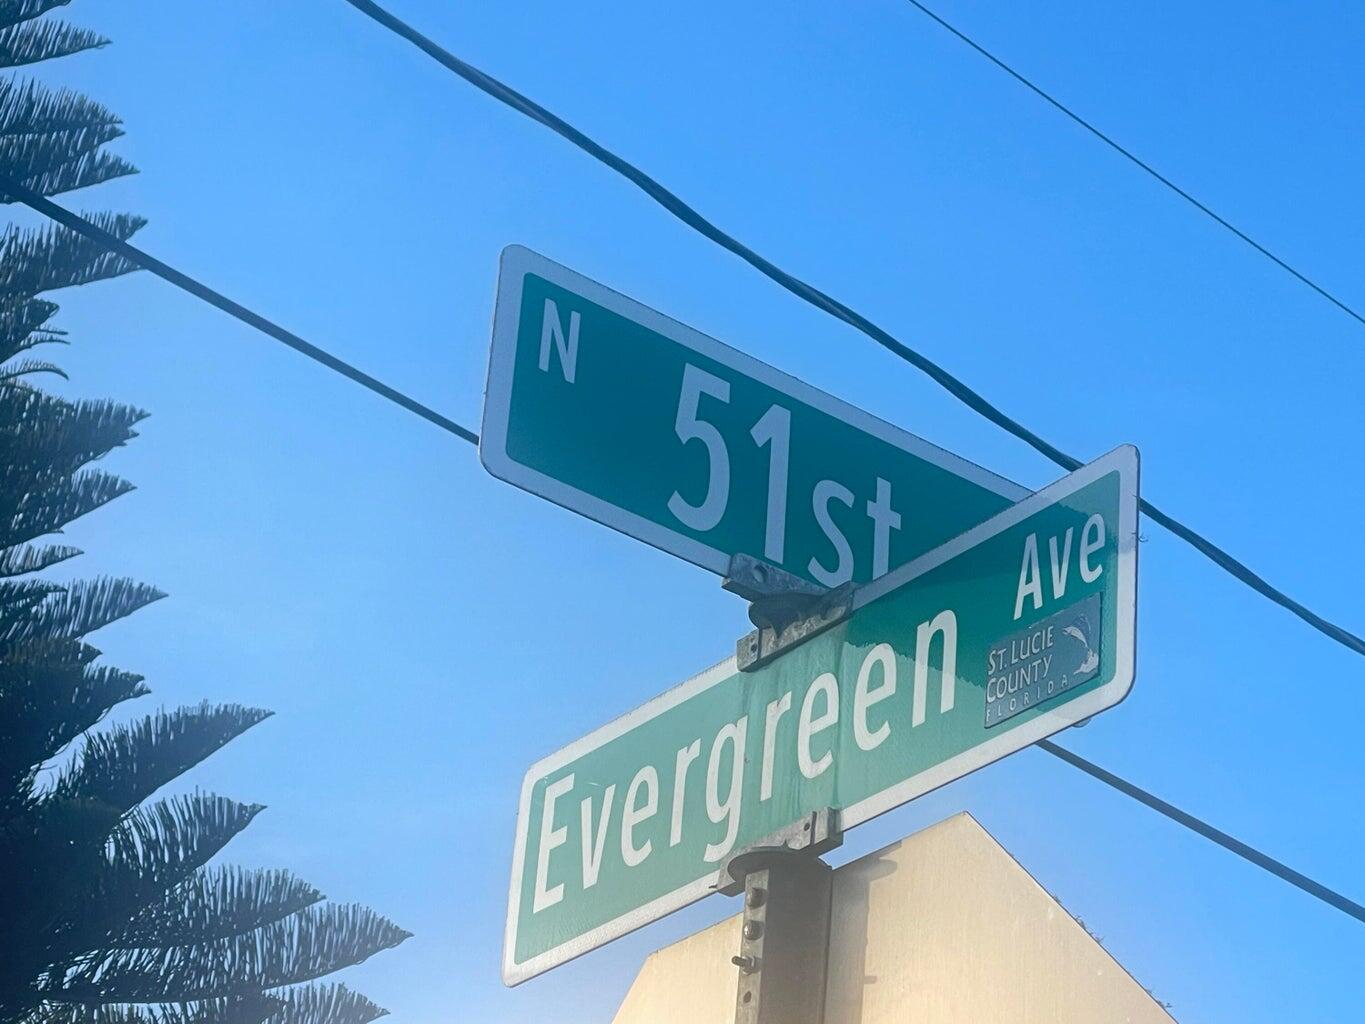 N 51st
Evergreen Ave
ST. LUCIE
COUNTY
FLORIDA